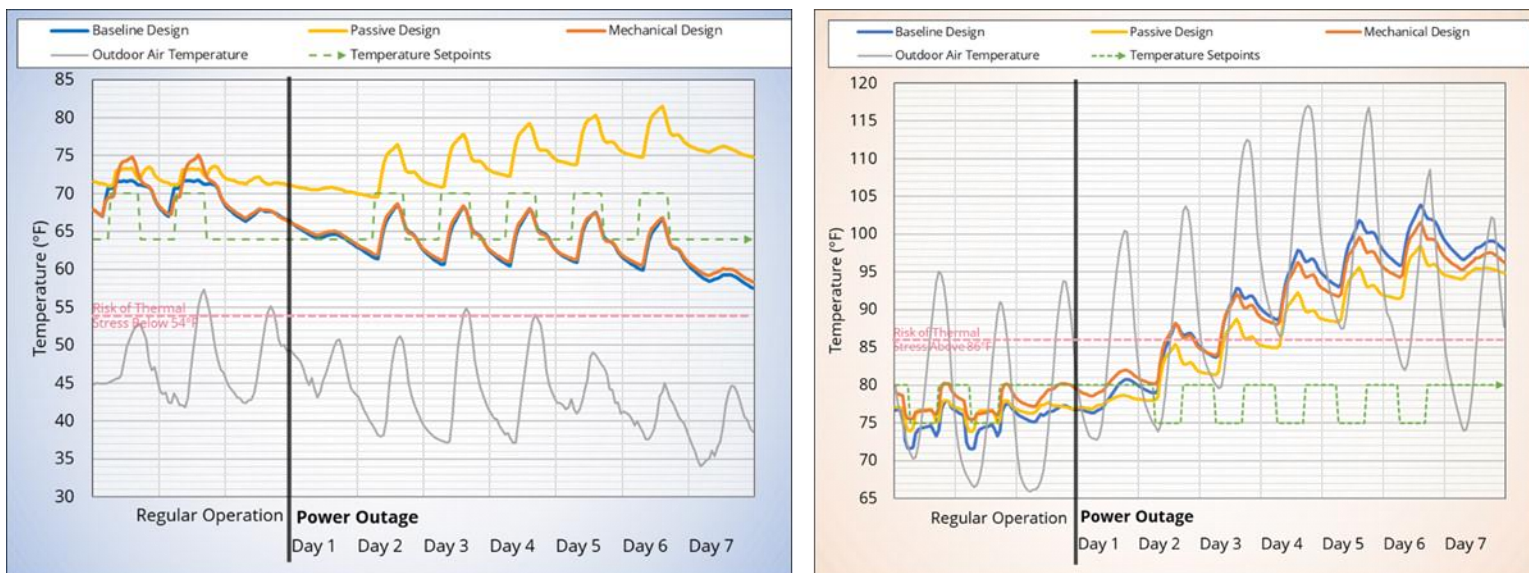 Baseline Design Passive Design Mechanical Design
Outdoor Air Temperature Temperature Setpoints
85
80
75
70
65
60
55
50
45
40
35
30
Temperature (°F)
Risk of Thermal
Stress Below 54°F
Regular Operation Power Outage
Day 1 Day 2 Day 3 Day 4 Day 5 Day 6 Day 7
Baseline Design Passive Design Mechanical Design
Outdoor Air Temperature Temperature Setpoints
120
115
110
105
100
95
90
85
80
75
70
65
Temperature (°F)
Risk of Thermal
Stress Above 86°F
Regular Operation Power Outage
Day 1 Day 2 Day 3 Day 4 Day 5 Day 6 Day 7